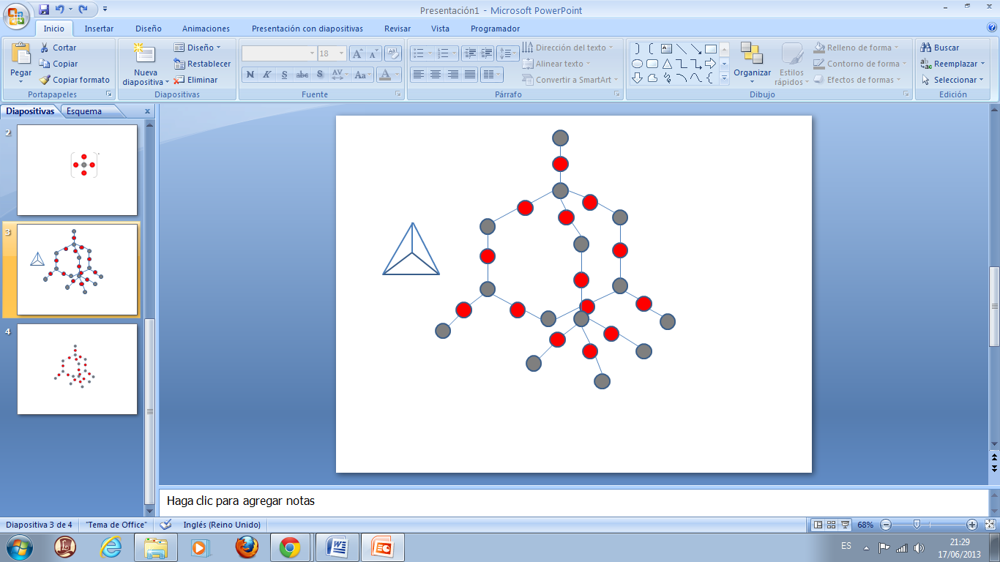 Presentación1 - Microsoft PowerPoint
Inicio Insertar Diseño Animaciones Presentación con diapositivas Revisar Vista Programador
Pegar
Cortar
Copiar
Copiar formato
Portapapeles
Nueva
diapositiva
Diseño
Restablecer
Eliminar
Diapositivas
18
A A
N K S abc S AV Aa A
Fuente
Dirección del texto
Alinear texto
Convertir a SmartArt
Párrafo
Organizar
Estilos
rápidos
Relleno de forma
Contorno de forma
Efectos de formas
Dibujo
Buscar
Reemplazar
Seleccionar
Edición
Diapositivas Esquema x
2
3
4
Haga clic para agregar notas
Diapositiva 3 de 4 "Tema de Office" Inglés (Reino Unido) 68%
ES
21:29
17/06/2013